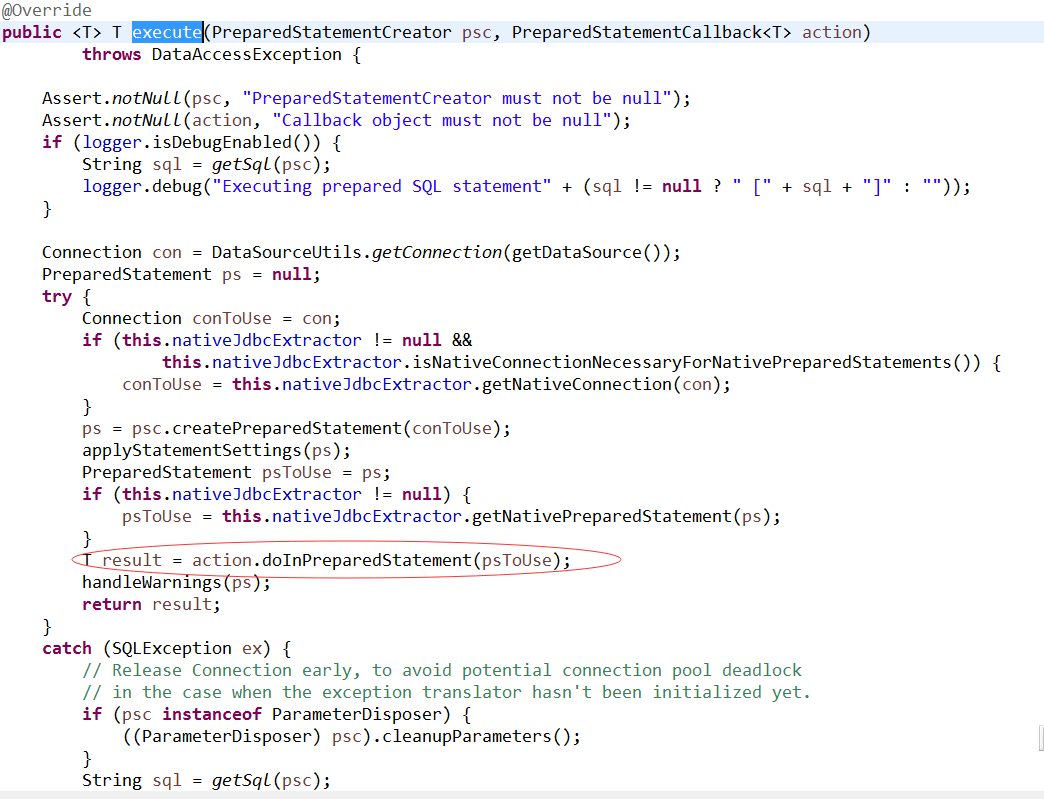 @Override
public <T> T execute(PreparedStatementCreator psc, PreparedStatementCallback<T> action)
        throws DataAccessException {

    Assert.notNull(psc, "PreparedStatementCreator must not be null");
    Assert.notNull(action, "Callback object must not be null");
    if (logger.isDebugEnabled()) {
        String sql = getSql(psc);
        logger.debug("Executing prepared SQL statement" + (sql != null ? " [" + sql + "]" : ""));
    }

    Connection con = DataSourceUtils.getConnection(getDataSource());
    PreparedStatement ps = null;
    try {
        Connection conToUse = con;
        if (this.nativeJdbcExtractor != null &&
                this.nativeJdbcExtractor.isNativeConnectionNecessaryForNativePreparedStatements()) {
            conToUse = this.nativeJdbcExtractor.getNativeConnection(con);
        }
        ps = psc.createPreparedStatement(conToUse);
        applyStatementSettings(ps);
        PreparedStatement psToUse = ps;
        if (this.nativeJdbcExtractor != null) {
            psToUse = this.nativeJdbcExtractor.getNativePreparedStatement(ps);
        }
        T result = action.doInPreparedStatement(psToUse);
        handleWarnings(ps);
        return result;
    }
    catch (SQLException ex) {
        // Release Connection early, to avoid potential connection pool deadlock
        // in the case when the exception translator hasn't been initialized yet.
        if (psc instanceof ParameterDisposer) {
            ((ParameterDisposer) psc).cleanupParameters();
        }
        String sql = getSql(psc);